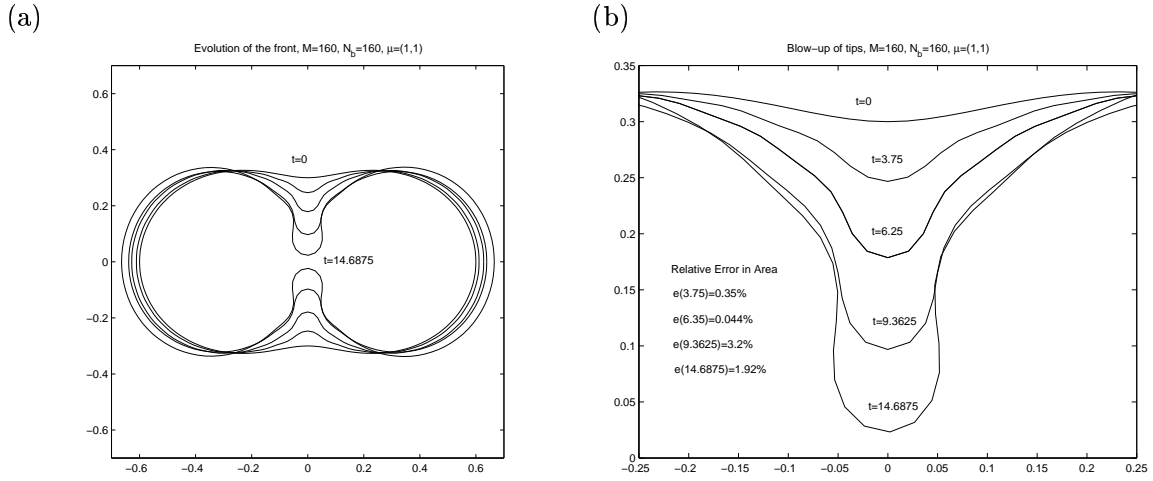 (a)
Evolution of the front, M=160, N_b=160, μ=(1,1)
0.6
0.4
0.2
0
−0.2
−0.4
−0.6
−0.6 −0.4 −0.2 0 0.2 0.4 0.6
t=0
t=14.6875
(b)
Blow−up of tips, M=160, N_b=160, μ=(1,1)
0.35
0.3
0.25
0.2
0.15
0.1
0.05
0
−0.25 −0.2 −0.15 −0.1 −0.05 0 0.05 0.1 0.15 0.2 0.25
t=0
t=3.75
t=6.25
t=9.3625
t=14.6875
Relative Error in Area
e(3.75)=0.35%
e(6.35)=0.044%
e(9.3625)=3.2%
e(14.6875)=1.92%